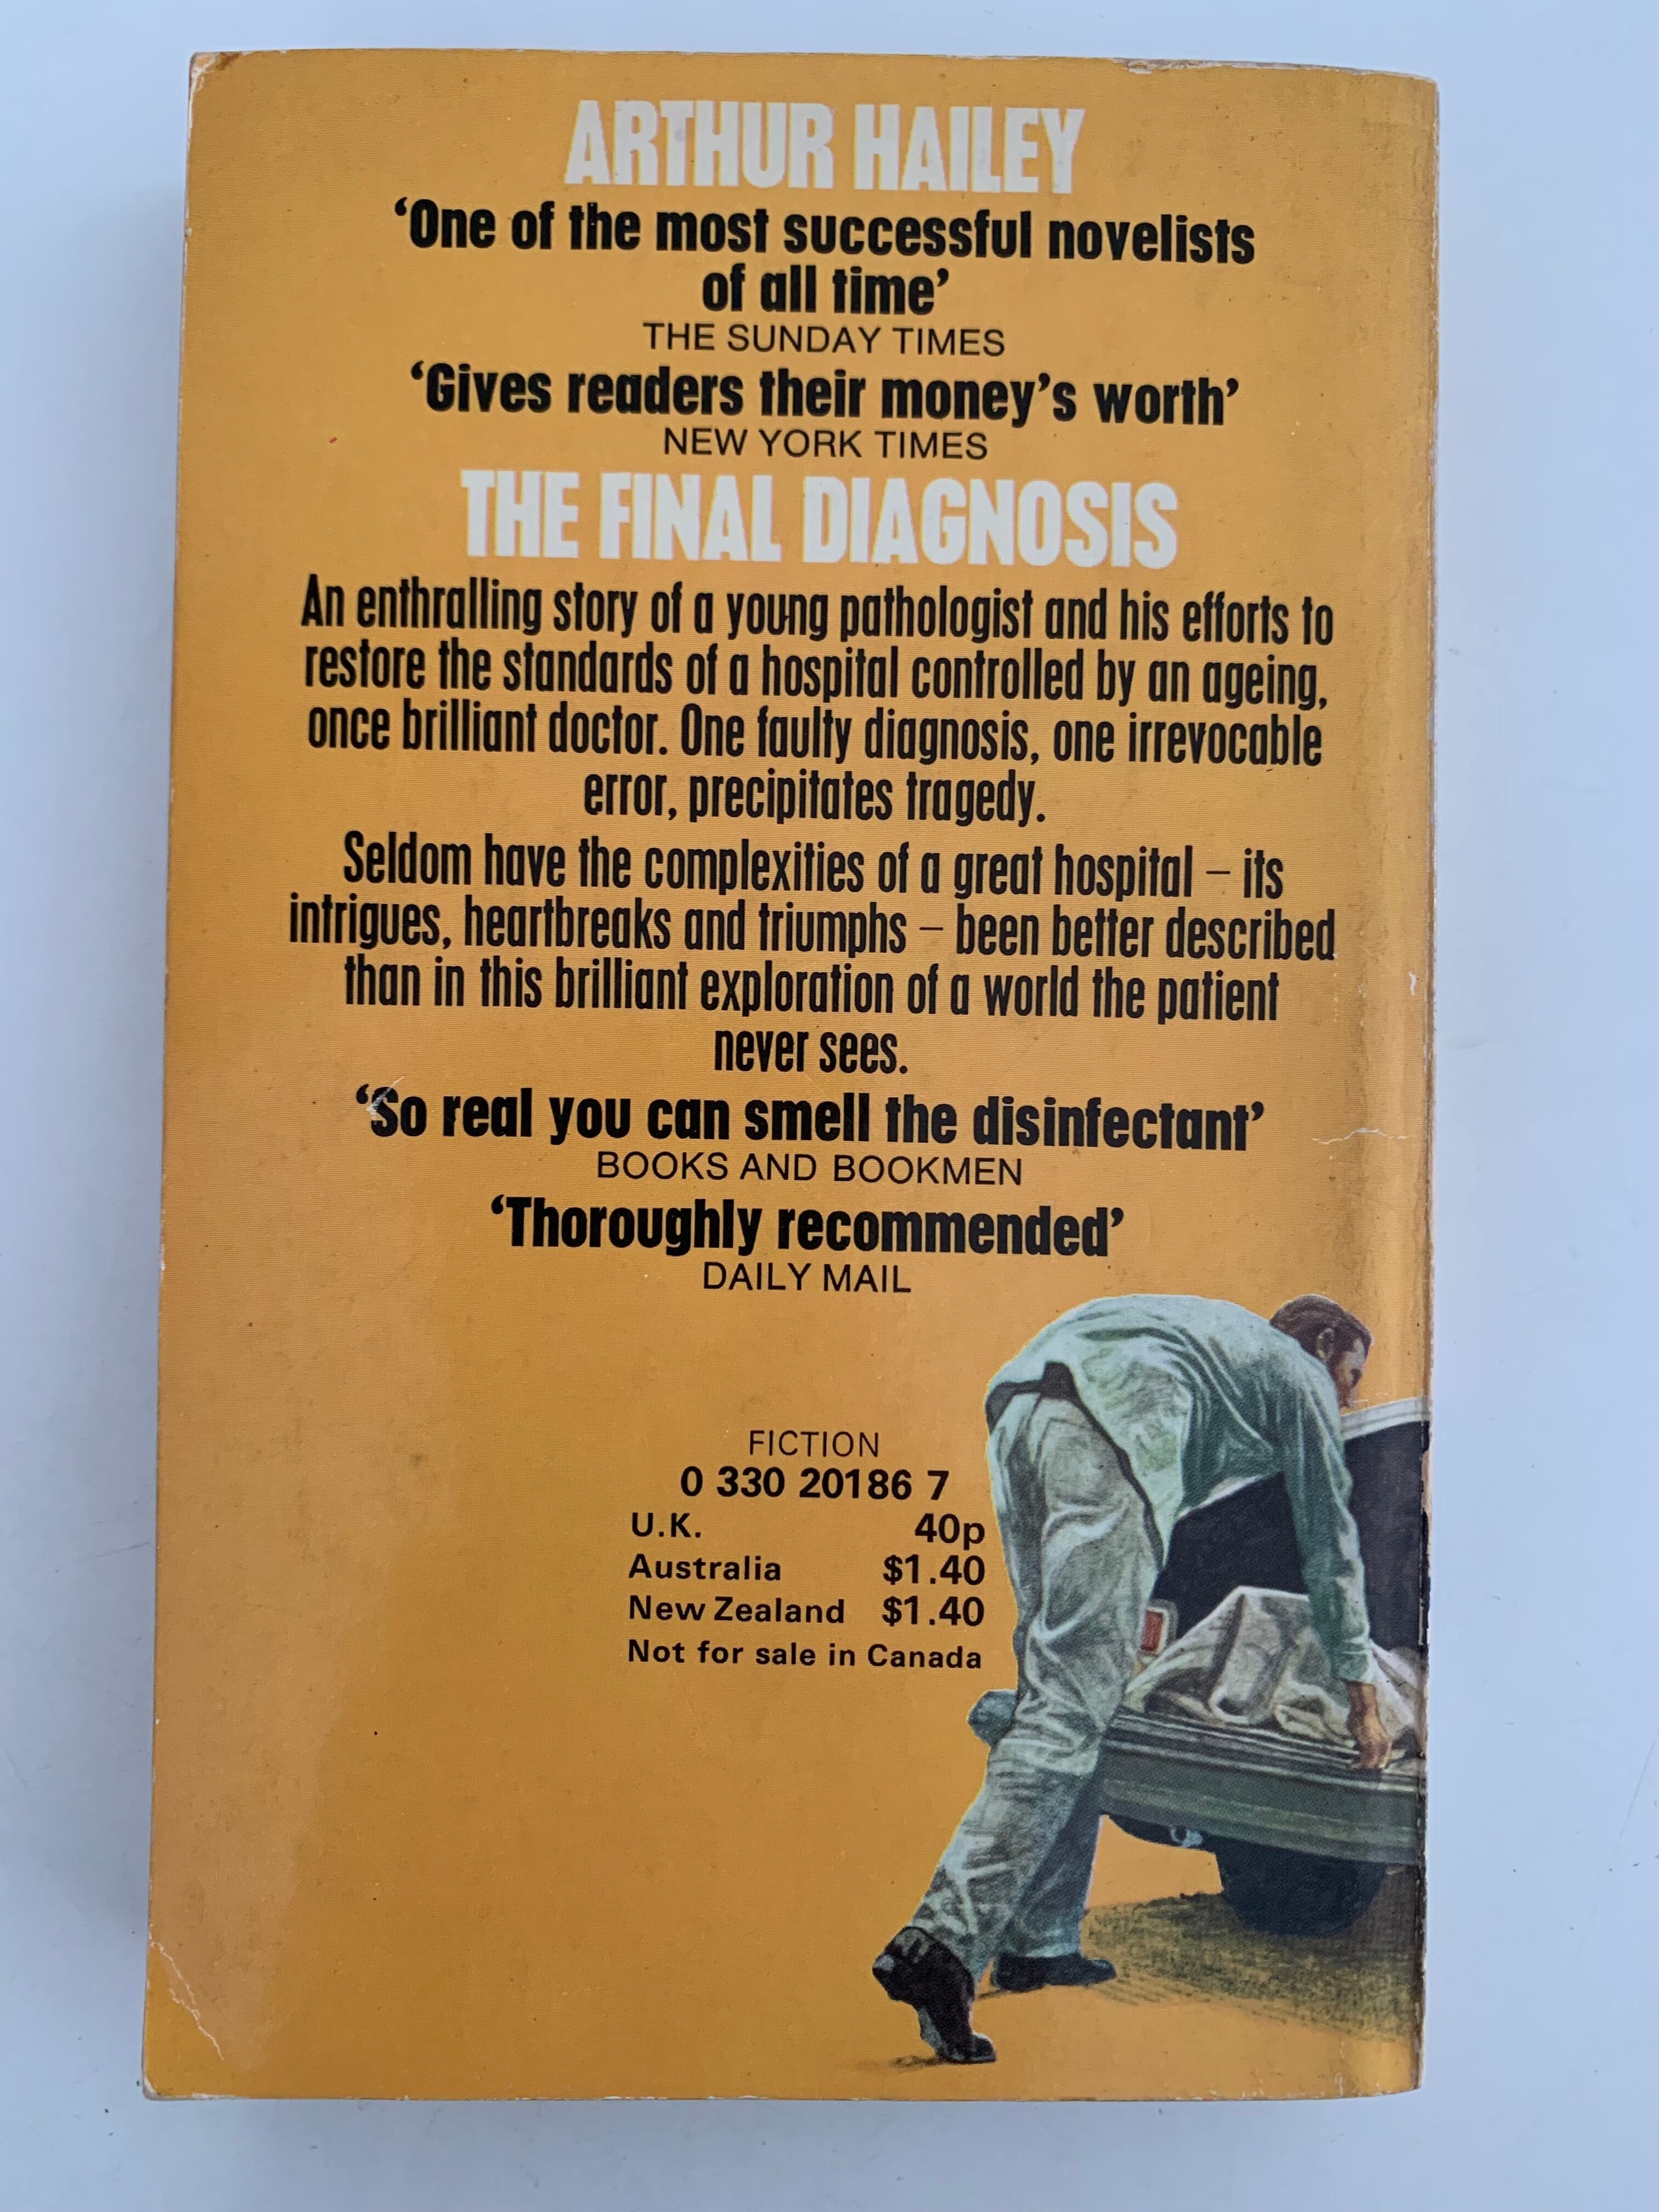 ARTHUR HAILEY
‘One of the most successful novelists
of all time’
THE SUNDAY TIMES
‘Gives readers their money’s worth’
NEW YORK TIMES
THE FINAL DIAGNOSIS
An enthralling story of a young pathologist and his efforts to
restore the standards of a hospital controlled by an ageing,
once brilliant doctor. One faulty diagnosis, one irrevocable
error, precipitates tragedy.
Seldom have the complexities of a great hospital – its
intrigues, heartbreaks and triumphs – been better described
than in this brilliant exploration of a world the patient
never sees.
‘So real you can smell the disinfectant’
BOOKS AND BOOKMEN
‘Thoroughly recommended’
DAILY MAIL
FICTION
0 330 20186 7
U.K. 40p
Australia $1.40
New Zealand $1.40
Not for sale in Canada